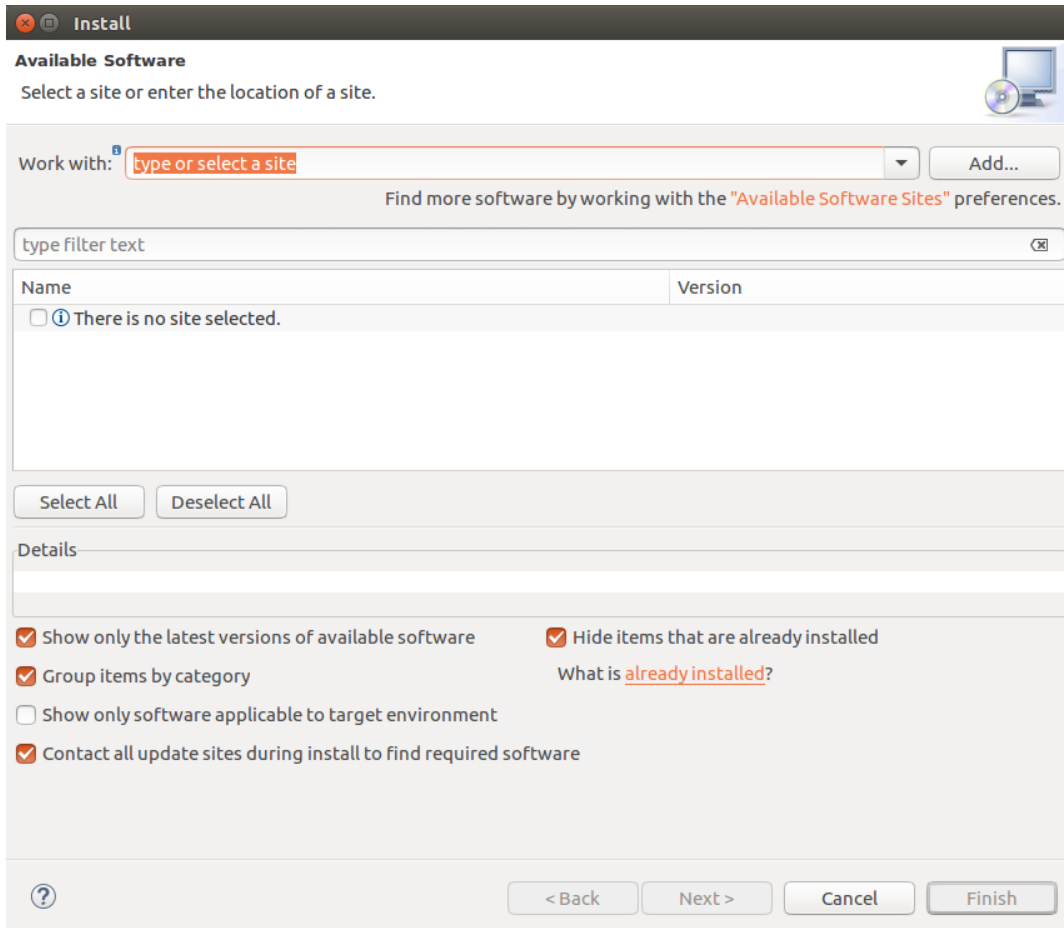 Install
Available Software
Select a site or enter the location of a site.
Work with: type or select a site Add...
Find more software by working with the "Available Software Sites" preferences.
type filter text
Name Version
There is no site selected.
Select All Deselect All
Details
Show only the latest versions of available software Hide items that are already installed
Group items by category What is already installed?
Show only software applicable to target environment
Contact all update sites during install to find required software
? < Back Next > Cancel Finish